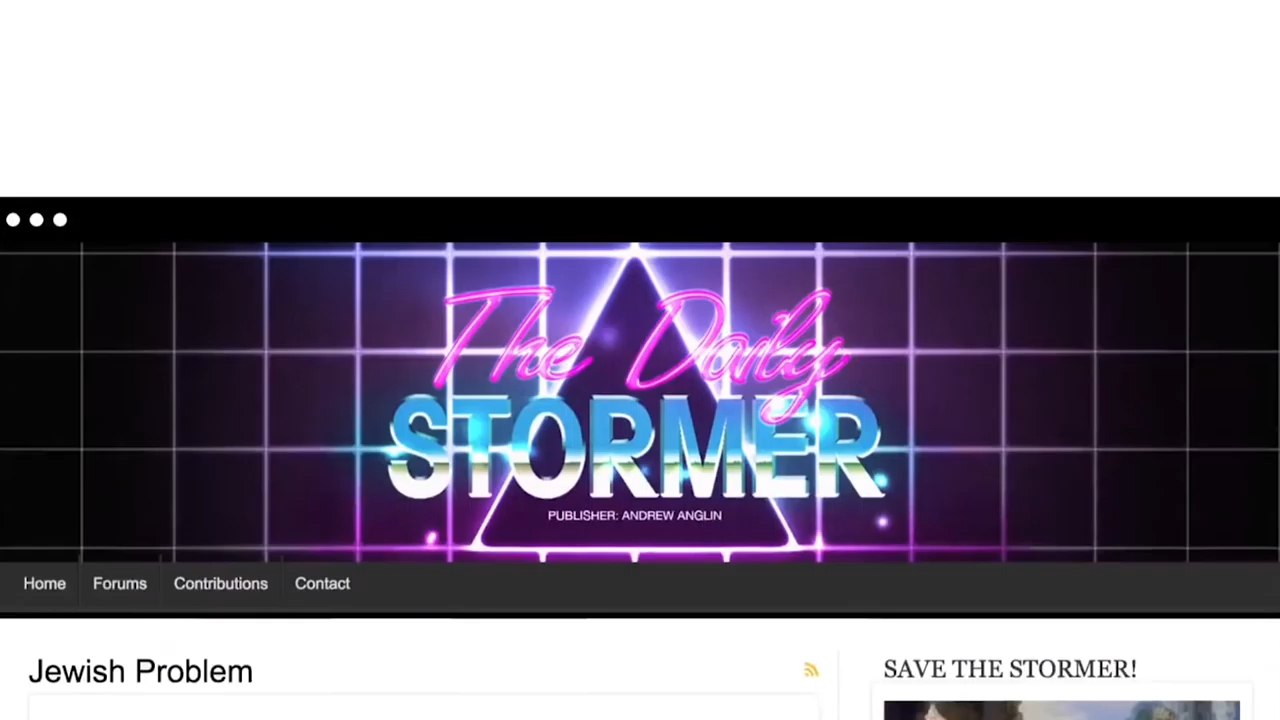 The Daily
STORMER
PUBLISHER: ANDREW ANGLIN
Home Forums Contributions Contact
Jewish Problem
SAVE THE STORMER!